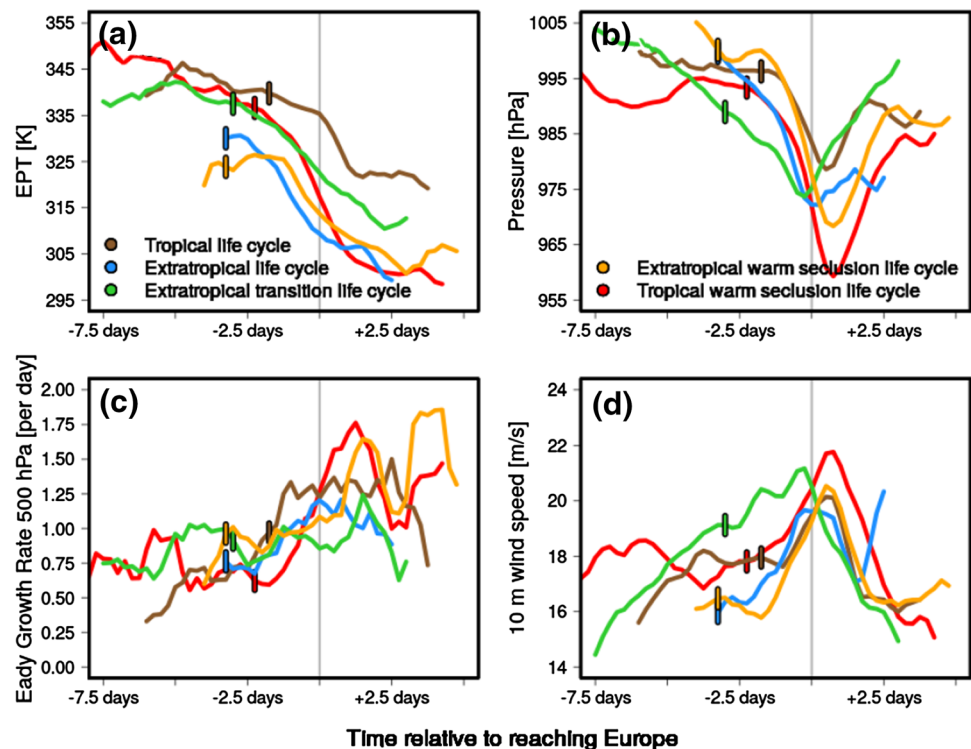 (a)
EPT [K]
355
345
335
325
315
305
295
Tropical life cycle
Extratropical life cycle
Extratropical transition life cycle
-7.5 days
-2.5 days
+2.5 days
(b)
Pressure [hPa]
1005
995
985
975
965
955
Extratropical warm seclusion life cycle
Tropical warm seclusion life cycle
-7.5 days
-2.5 days
+2.5 days
(c)
Eady Growth Rate 500 hPa [per day]
2.00
1.75
1.50
1.25
1.00
0.75
0.50
0.25
0.00
-7.5 days
-2.5 days
+2.5 days
(d)
10 m wind speed [m/s]
24
22
20
18
16
14
-7.5 days
-2.5 days
+2.5 days
Time relative to reaching Europe